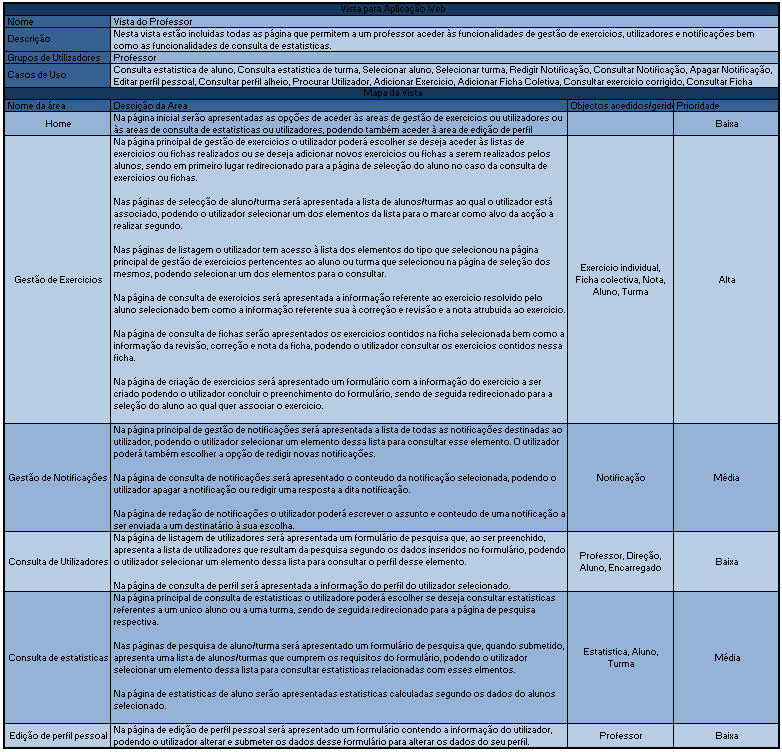 Vista para Aplicação Web
Nome
Vista do Professor
Descrição
Nesta vista estão incluidas todas as página que permitem a um professor aceder às funcionalidades de gestão de exercicios, utilizadores e notificações bem
como as funcionalidades de consulta de estatisticas.
Grupos de Utilizadores
Professor
Casos de Uso
Consulta estatistica de aluno, Consulta estatistica de turma, Selecionar aluno, Selecionar turma, Redigir Notificação, Consultar Notificação, Apagar Notificação,
Editar perfil pessoal, Consultar perfil alheio, Procurar Utilizador, Adicionar Exercicio, Adicionar Ficha Coletiva, Consultar exercicio corrigido, Consultar Ficha
Mapa da Vista
Nome da área
Descição da Area
Objectos acedidos/gerido
Prioridade
Home
Na página inicial serão apresentadas as opções de aceder às areas de gestão de exercicios ou utilizadores ou
às areas de consulta de estatisticas ou utilizadores, podendo também aceder à area de edição de perfil
Baixa
Gestão de Exercicios
Na página principal de gestão de exercicios o utilizador poderá escolher se deseja aceder às listas de
exercicios ou fichas realizados ou se deseja adicionar novos exercicios ou fichas a serem realizados pelos
alunos, sendo em primeiro lugar redirecionado para a página de selecção do aluno no caso da consulta
de exercicios ou fichas.
Nas páginas de selecção de aluno/turma será apresentada a lista de alunos/turmas ao qual o utilizador está
associado, podendo o utilizador selecionar um dos elementos da lista para o marcar como alvo da acção a
realizar segundo.
Nas páginas de listagem o utilizador tem acesso à lista dos elementos do tipo que selecionou na página
principal de gestão de exercicios pertencentes ao aluno ou turma que selecionou na página de seleção dos
mesmos, podendo selecionar um dos elementos para o consultar.
Na página de consulta de exercicios será apresentada a informação referente ao exercicio resolvido pelo
aluno selecionado bem como a informação referente sua à correção e revisão e a nota atrubuida ao exercicio.
Na página de consulta de fichas serão apresentados os exercicios contidos na ficha selecionada bem como a
informação da revisão, correção e nota da ficha, podendo o utilizador consultar os exercicios contidos nessa
ficha.
Na página de criação de exercicios será apresentado um formulário com a informação do exercicio a ser
criado podendo o utilizador concluir o preenchimento do formulário, sendo de seguida redirecionado para a
seleção do aluno ao qual quer associar o exercicio.
Exercicio individual,
Ficha colectiva, Nota,
Aluno, Turma
Alta
Gestão de Notificações
Na página principal de gestão de notificações será apresentada a lista de todas as notificações destinadas ao
utilizador, podendo o utilizador selecionar um elemento dessa lista para consultar esse elemento. O utilizador
poderá também escolher a opção de redigir novas notificações.
Na página de consulta de notificações será apresentado o conteudo da notificação selecionada, podendo o
utilizador apagar a notificação ou redigir uma resposta a dita notificação.
Na página de redação de notificações o utilizador poderá escrever o assunto e conteudo de uma notificação a
ser enviada a um destinatário à sua escolha.
Notificação
Média
Consulta de Utilizadores
Na página de listagem de utilizadores será apresentada um formulário de pesquisa que, ao ser preenchido,
apresenta a lista de utilizadores que resultam da pesquisa segundo os dados inseridos no formulário, podendo
o utilizador selecionar um elemento dessa lista para consultar o perfil desse elemento.
Na página de consulta de perfil será apresentada a informação do perfil do utilizador selecionado.
Professor, Direção,
Aluno, Encarregado
Baixa
Consulta de estatisticas
Na página principal de consulta de estatisticas o utilizadore poderá escolher se deseja consultar estatisticas
referentes a um unico aluno ou a uma turma, sendo de seguida redirecionado para a página de pesquisa
respectiva.
Nas páginas de pesquisa de aluno/turma será apresentado um formulário de pesquisa que, quando submetido,
apresenta uma lista de alunos/turmas que cumprem os requisitos do formulário, podendo o utilizador
selecionar um elemento dessa lista para consultar estatisticas relacionadas com esses elmentos.
Na página de estatisticas de aluno serão apresentadas estatisticas calculadas segundo os dados do alunos
selecionado.
Estatistica, Aluno,
Turma
Média
Edição de perfil pessoal
Na página de edição de perfil pessoal será apresentado um formulário contendo a informação do utilizador,
podendo o utilizador alterar e submeter os dados desse formulário para alterar os dados do seu perfil.
Professor
Baixa